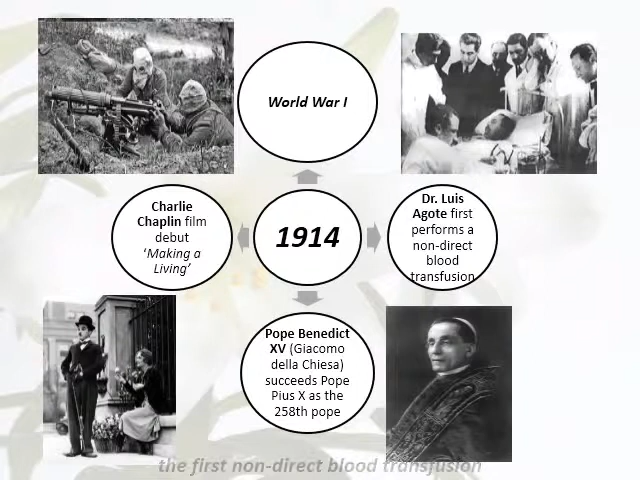 World War I
Charlie
Chaplin film
debut
‘Making a
Living’
1914
Dr. Luis
Agote first
performs a
non-direct
blood
transfusion
Pope Benedict
XV (Giacomo
della Chiesa)
succeeds Pope
Pius X as the
258th pope
the first non-direct blood transfusion